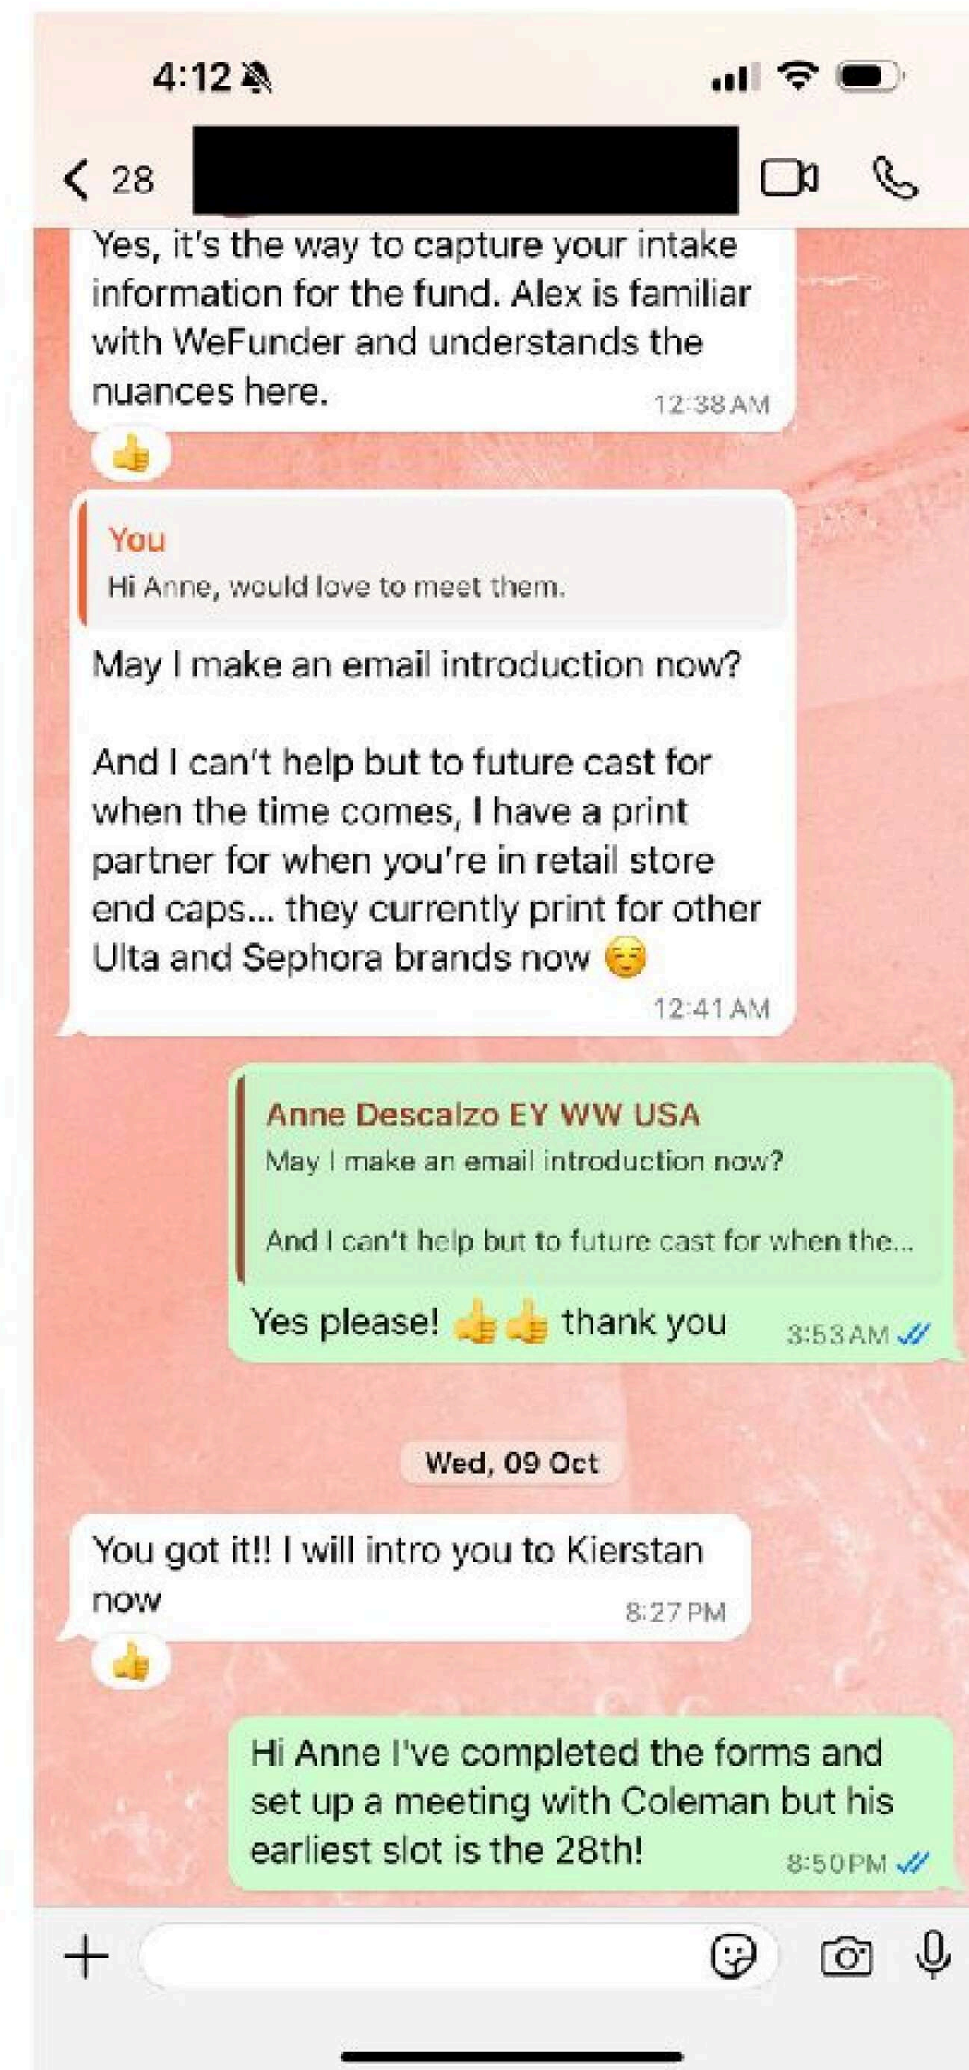 4:12
28
Yes, it's the way to capture your intake
information for the fund. Alex is familiar
with WeFunder and understands the
nuances here.
12:38 AM
👍
You
Hi Anne, would love to meet them.
May I make an email introduction now?
And I can't help but to future cast for
when the time comes, I have a print
partner for when you're in retail store
end caps... they currently print for other
Ulta and Sephora brands now ☺️
12:41 AM
Anne Descalzo EY WW USA
May I make an email introduction now?
And I can't help but to future cast for when the...
Yes please! 👍👍 thank you
3:53 AM
Wed, 09 Oct
You got it!! I will intro you to Kierstan
now
8:27 PM
👍
Hi Anne I've completed the forms and
set up a meeting with Coleman but his
earliest slot is the 28th!
8:50 PM